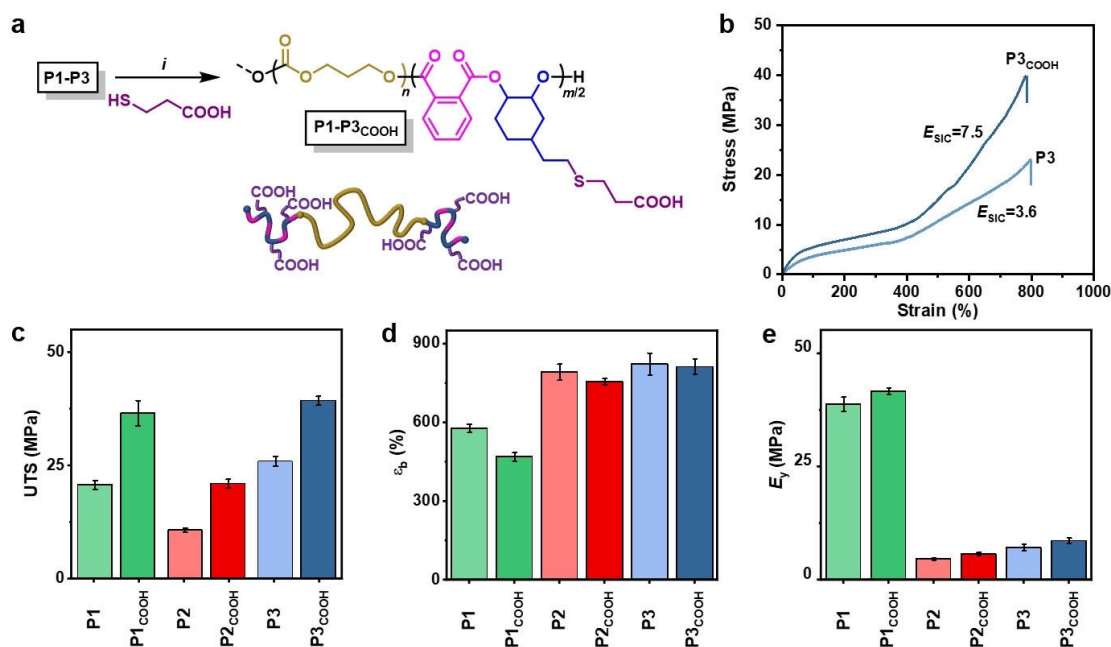 a
P1-P3
i
HS
COOH
O
O
O
O
n
O
O
O
O
H
m/2
P1-P3COOH
S
COOH
COOH
COOH
COOH
COOH
COOH
HOOC
COOH
b
50
40
30
20
10
0
Stress (MPa)
P3COOH
ESIC=7.5
P3
ESIC=3.6
0 200 400 600 800 1000
Strain (%)
c
50
25
0
UTS (MPa)
P1
P1COOH
P2
P2COOH
P3
P3COOH
d
900
600
300
0
εb (%)
P1
P1COOH
P2
P2COOH
P3
P3COOH
e
50
25
0
Ey (MPa)
P1
P1COOH
P2
P2COOH
P3
P3COOH